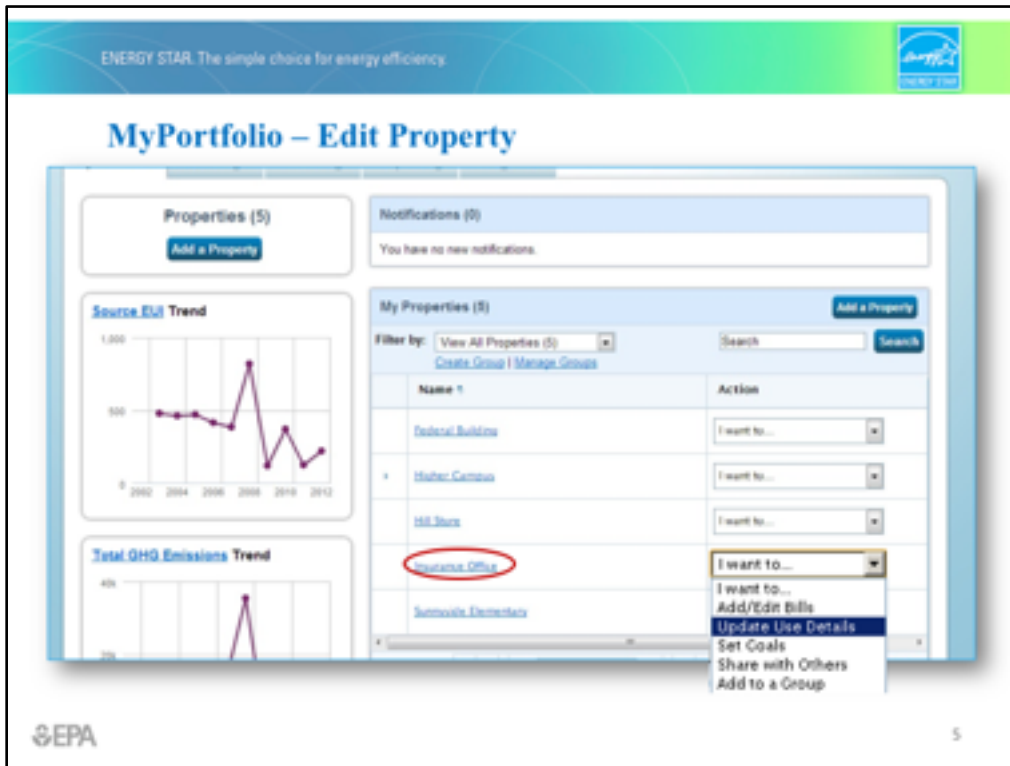 ENERGY STAR. The simple choice for energy efficiency.
ENERGY STAR
MyPortfolio – Edit Property
Properties (5)
Add a Property
Source EUI Trend
1,000
500
0
2002 2004 2006 2008 2010 2012
Total GHG Emissions Trend
40k
20k
Notifications (0)
You have no new notifications.
My Properties (5)
Add a Property
Filter by: View All Properties (5)
Search
Search
Create Group | Manage Groups
Name
Action
Federal Building
I want to...
Higher Campus
I want to...
Hill Store
I want to...
Insurance Office
I want to...
I want to...
Add/Edit Bills
Update Use Details
Set Goals
Share with Others
Add to a Group
Sunnyside Elementary
EPA
5